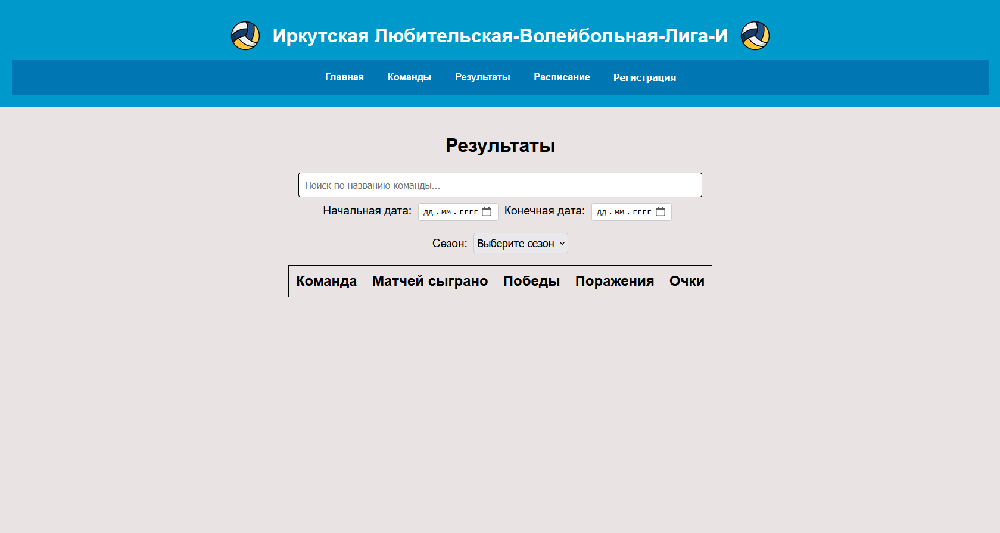 Иркутская Любительская-Волейбольная-Лига-И
Главная Команды Результаты Расписание Регистрация
Результаты
Поиск по названию команды...
Начальная дата: дд.мм.гггг Конечная дата: дд.мм.гггг
Сезон: Выберите сезон
Команда Матчей сыграно Победы Поражения Очки